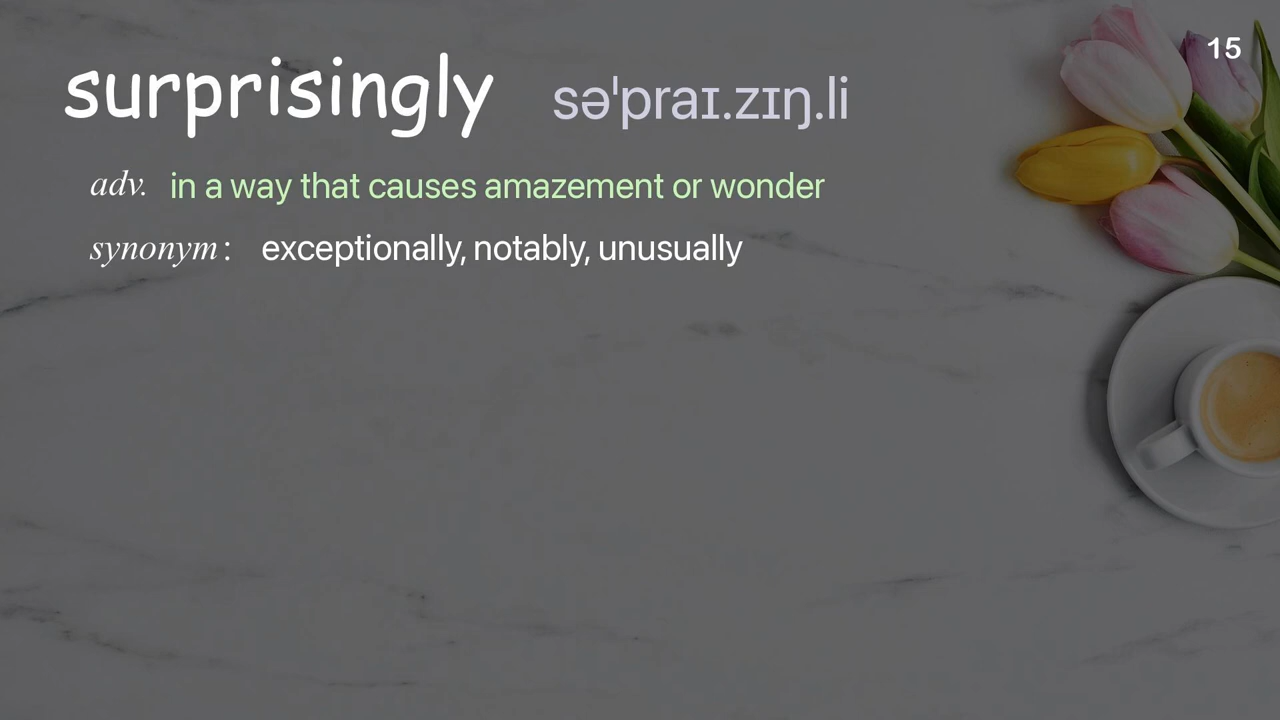 15
surprisingly səˈpraɪ.zɪŋ.li
adv. in a way that causes amazement or wonder
synonym: exceptionally, notably, unusually